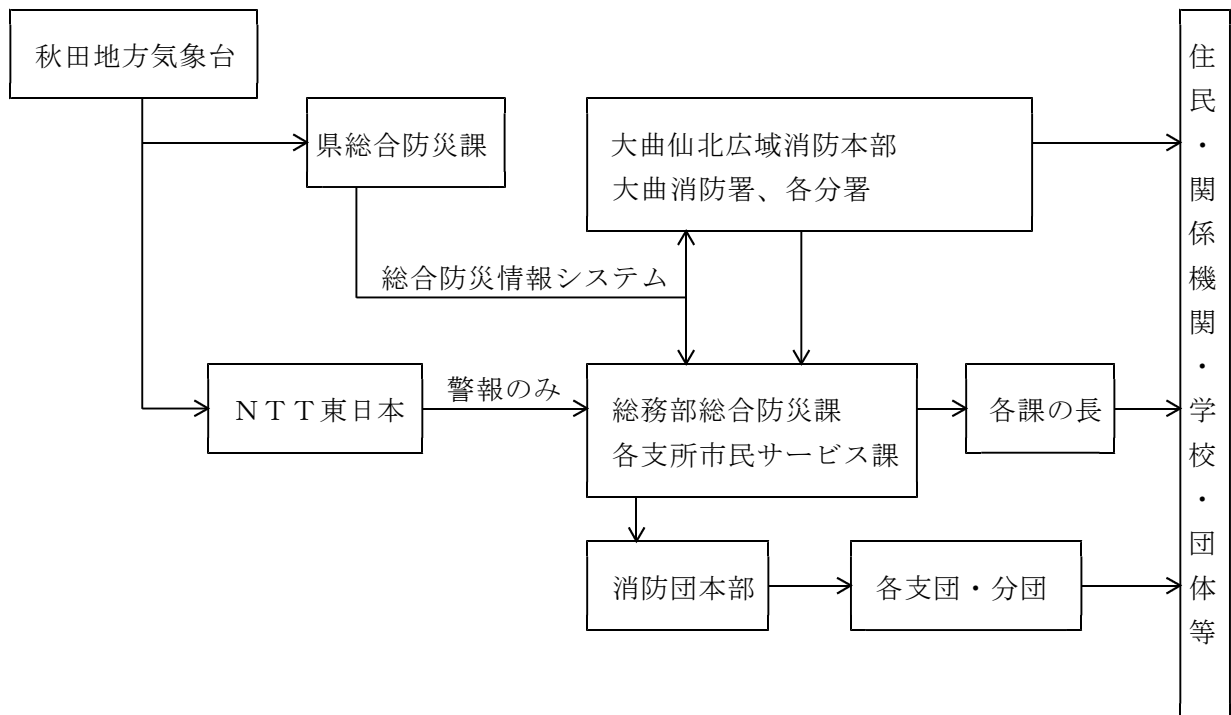 秋田地方気象台
県総合防災課
大曲仙北広域消防本部
大曲消防署、各分署
総合防災情報システム
NTT東日本
警報のみ
総務部総合防災課
各支所市民サービス課
各課の長
消防団本部
各支団・分団
住民・関係機関・学校・団体等